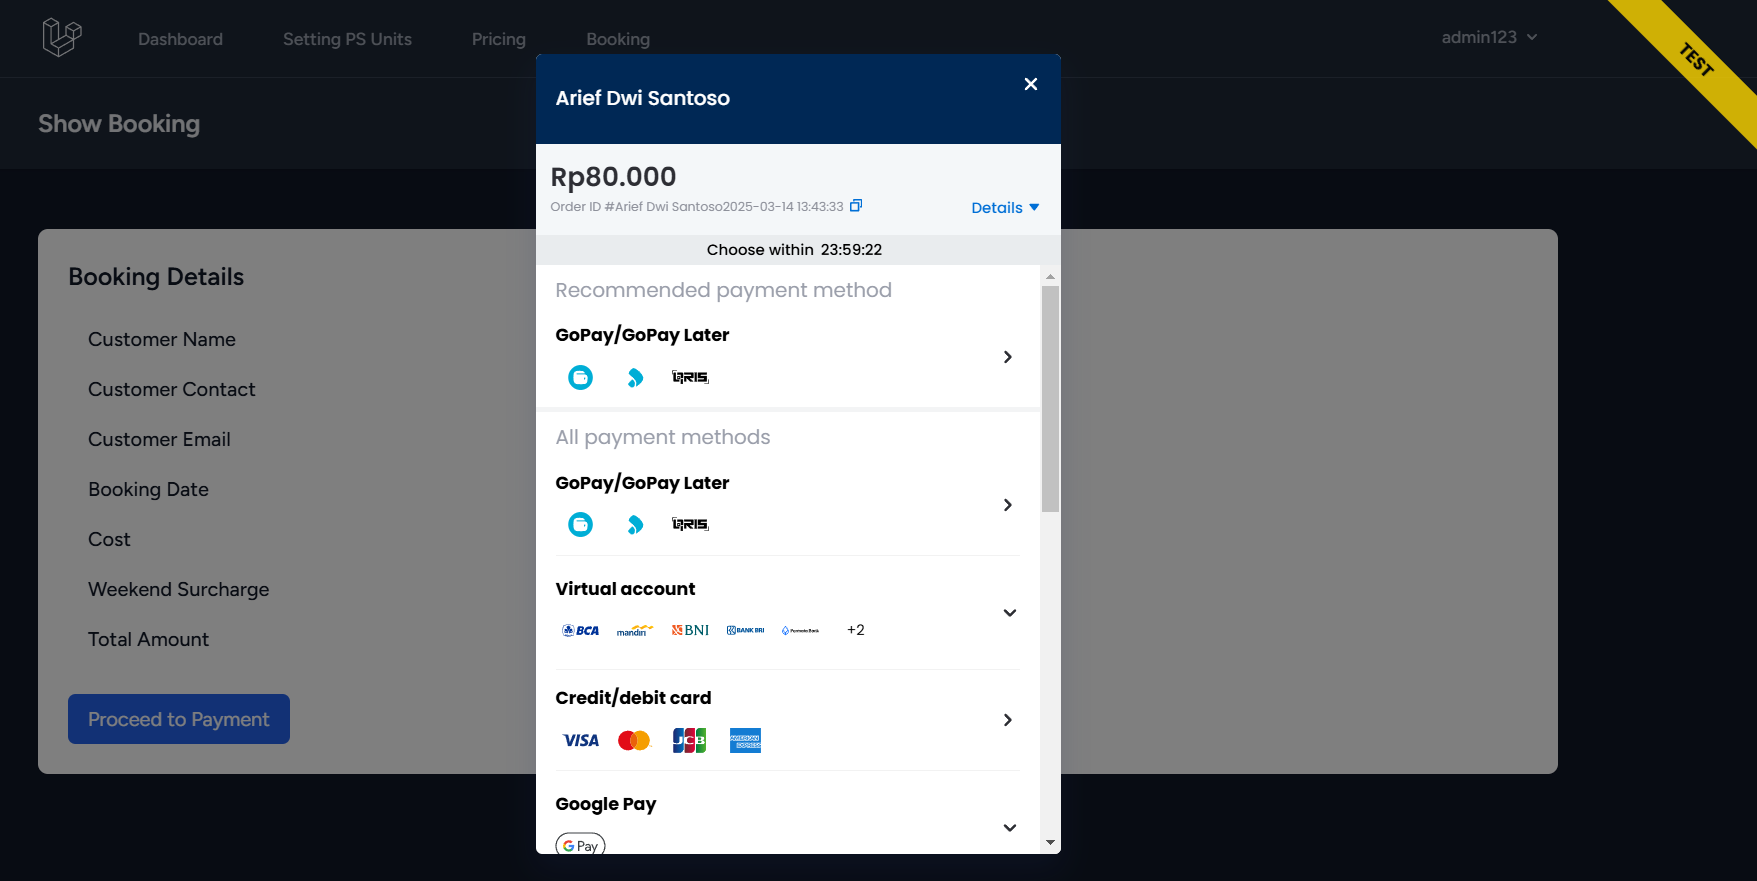 Dashboard
Setting PS Units
Pricing
Booking
admin123
TEST
Show Booking
Arief Dwi Santoso
Rp80.000
Order ID #Arief Dwi Santoso2025-03-14 13:43:33
Details
Choose within 23:59:22
Booking Details
Customer Name
Customer Contact
Customer Email
Booking Date
Cost
Weekend Surcharge
Total Amount
Proceed to Payment
Recommended payment method
GoPay/GoPay Later
QRIS
All payment methods
GoPay/GoPay Later
QRIS
Virtual account
BCA mandiri BNI BANK BRI PermataBank +2
Credit/debit card
VISA JCB AMERICAN EXPRESS
Google Pay
G Pay